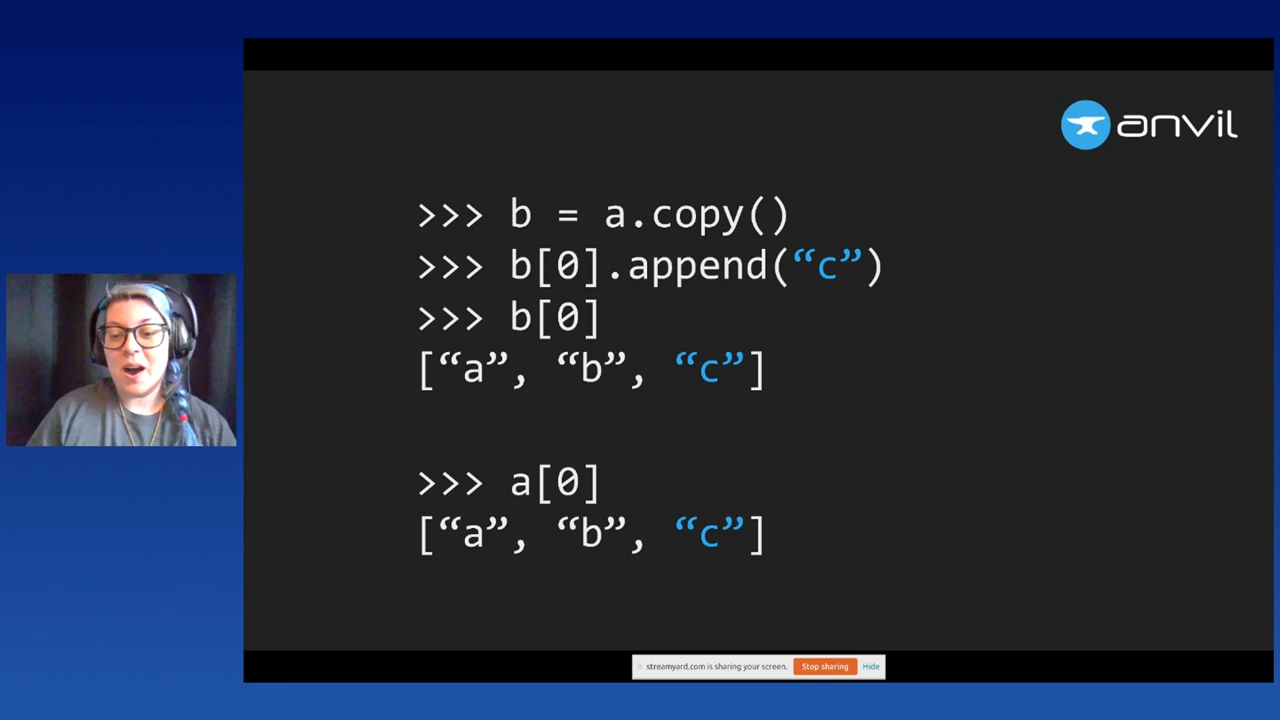 anvil
>>> b = a.copy()
>>> b[0].append(“c”)
>>> b[0]
[“a”, “b”, “c”]
>>> a[0]
[“a”, “b”, “c”]
streamyard.com is sharing your screen. Stop sharing Hide